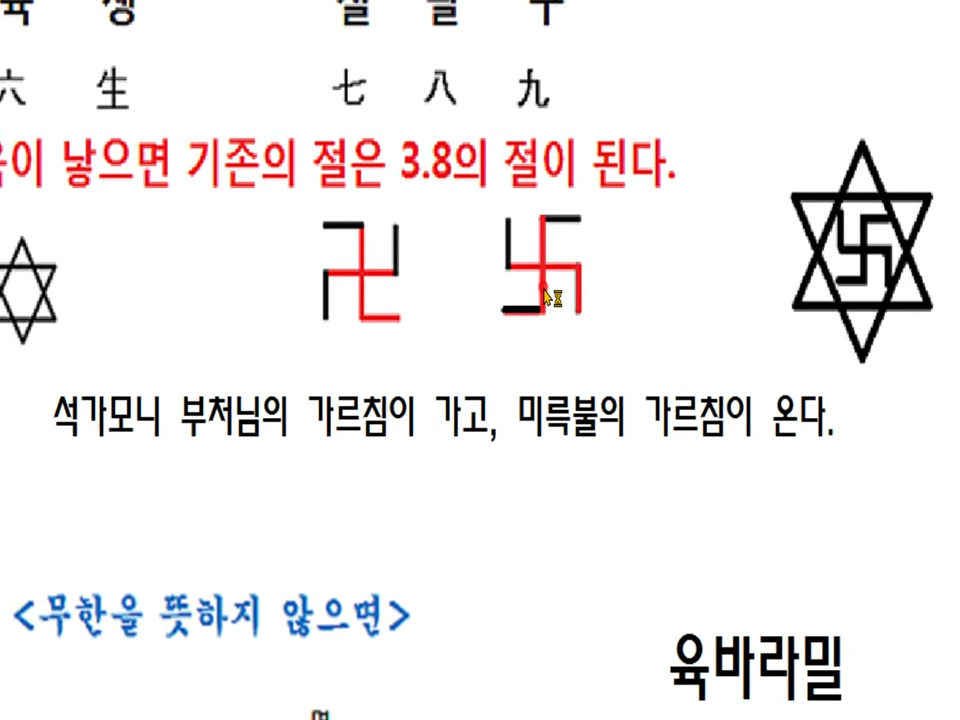 六 生 七 八 九
낳으면 기존의 절은 3.8의 절이 된다.
卍 卐
석가모니 부처님의 가르침이 가고, 미륵불의 가르침이 온다.
<무한을 뜻하지 않으면>
육바라밀